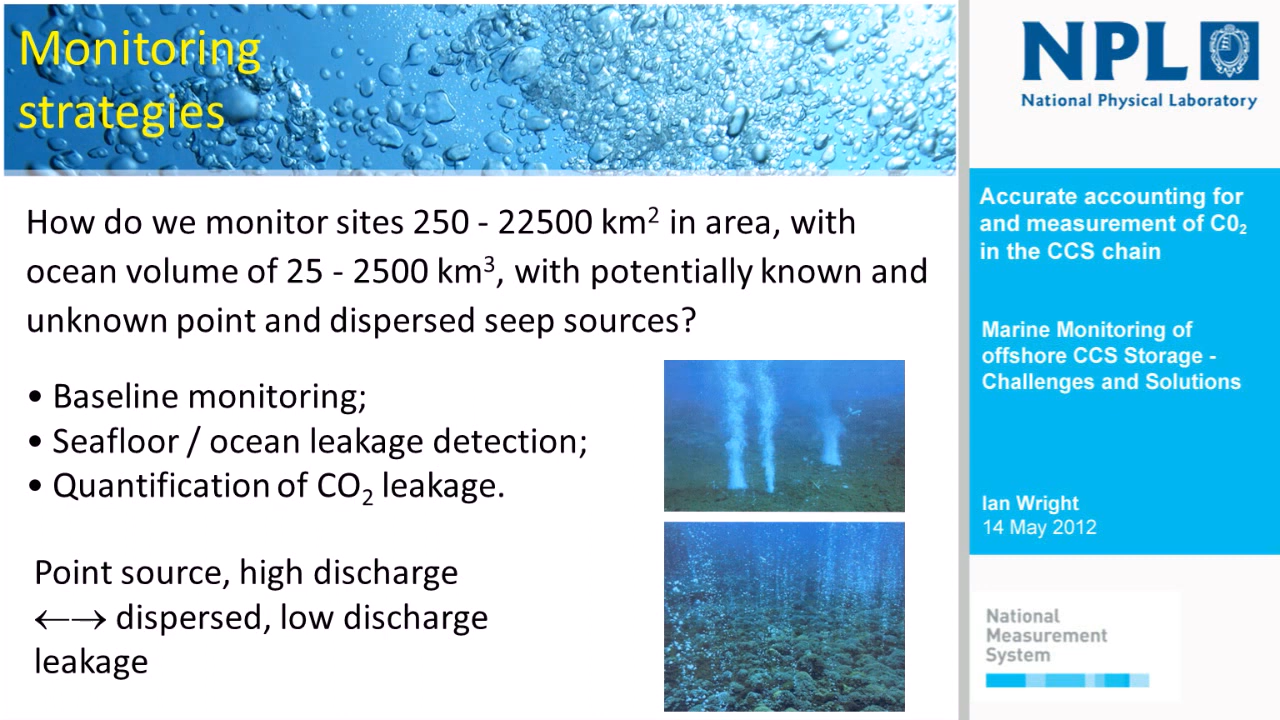 Monitoring
strategies
How do we monitor sites 250 - 22500 km² in area, with
ocean volume of 25 - 2500 km³, with potentially known and
unknown point and dispersed seep sources?
• Baseline monitoring;
• Seafloor / ocean leakage detection;
• Quantification of CO₂ leakage.
Point source, high discharge
←→ dispersed, low discharge
leakage
NPL
National Physical Laboratory
Accurate accounting for
and measurement of C0₂
in the CCS chain
Marine Monitoring of
offshore CCS Storage -
Challenges and Solutions
Ian Wright
14 May 2012
National
Measurement
System